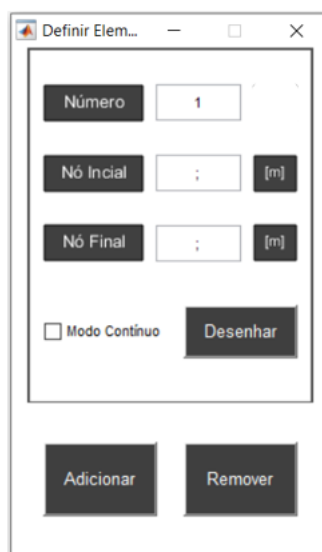 Definir Elem...
Número 1
Nó Incial ; [m]
Nó Final ; [m]
Modo Contínuo Desenhar
Adicionar Remover